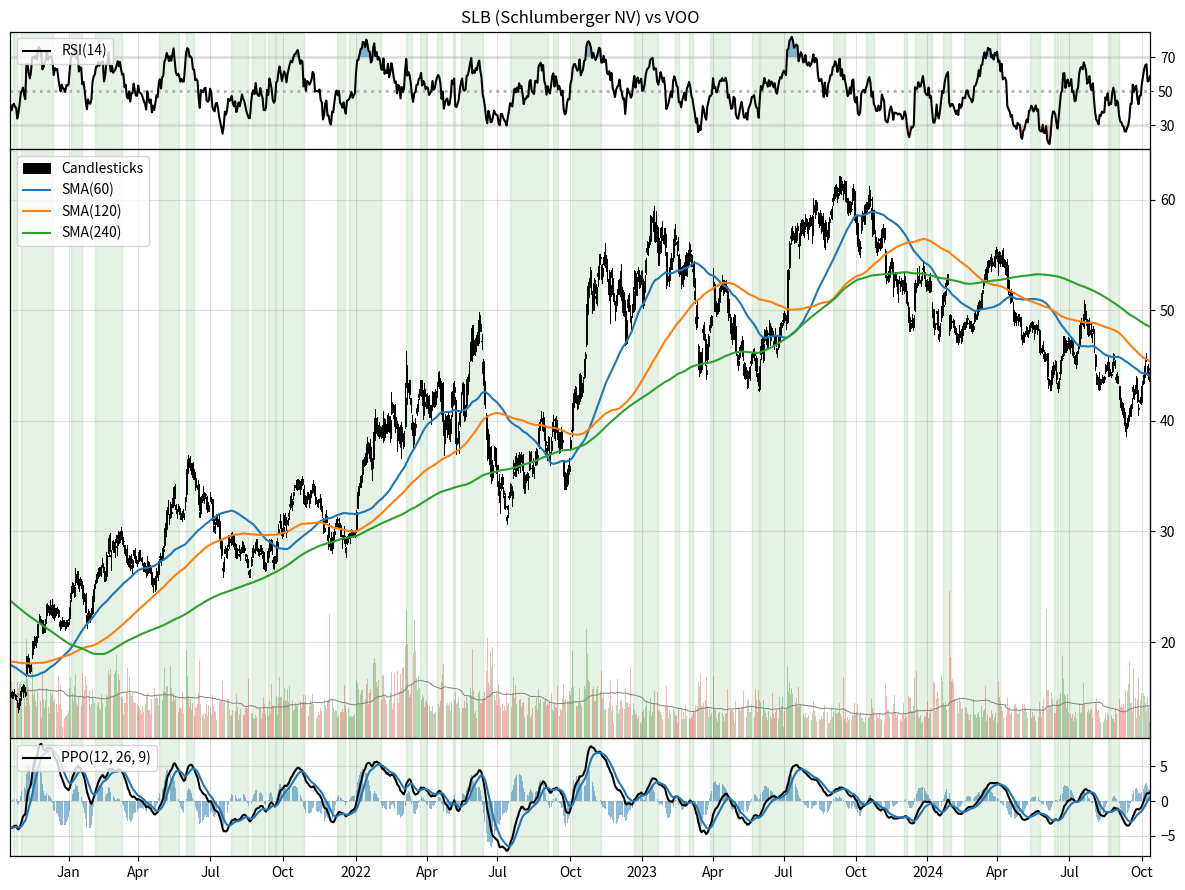 SLB (Schlumberger NV) vs VOO
RSI(14)
70
50
30
Candlesticks
SMA(60)
SMA(120)
SMA(240)
60
50
40
30
20
PPO(12, 26, 9)
5
0
−5
Jan Apr Jul Oct 2022 Apr Jul Oct 2023 Apr Jul Oct 2024 Apr Jul Oct